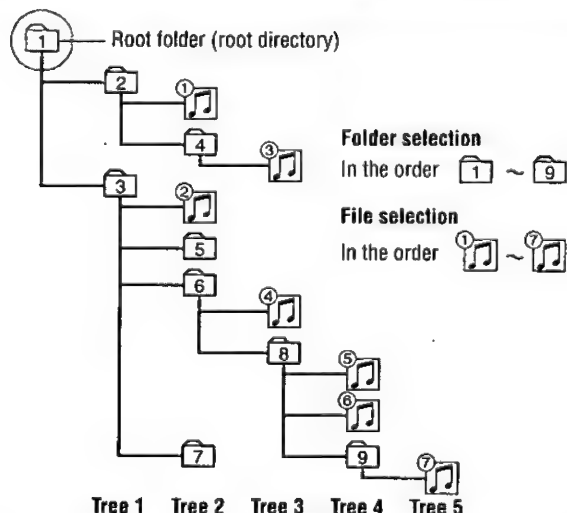 1 Root folder (root directory)
2 ①
4 ③
Folder selection
In the order 1 ~ 9
3 ②
File selection
In the order ① ~ ⑦
5
6 ④
8 ⑤
⑥
7 9 ⑦
Tree 1 Tree 2 Tree 3 Tree 4 Tree 5